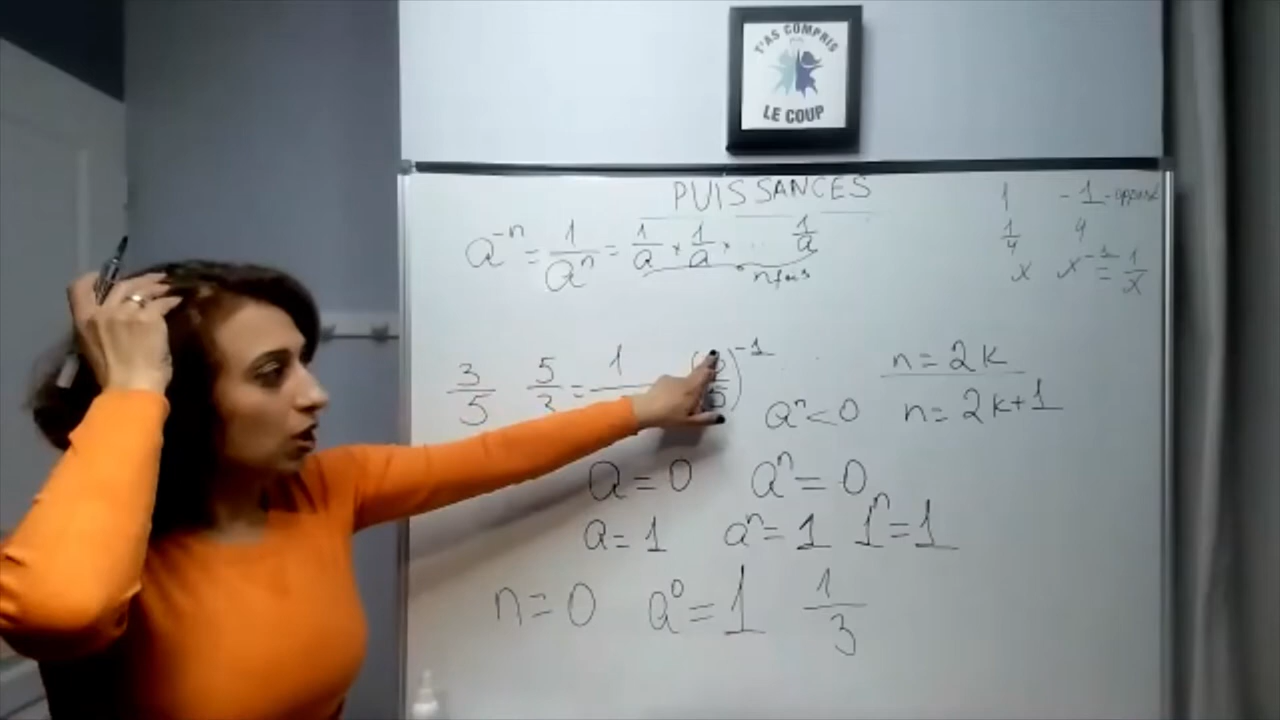 T'AS COMPRIS
LE COUP
PUISSANCES
a⁻ⁿ = 1/aⁿ = 1/a × 1/a × ... 1/a
n fois
1 -1 - opposé
1/4 4
x x⁻¹ = 1/x
3/5 5/3 = 1/ ( /5)⁻¹
n = 2k
aⁿ < 0 n = 2k+1
a = 0 aⁿ = 0
a = 1 aⁿ = 1 1ⁿ = 1
n = 0 a⁰ = 1 1/3